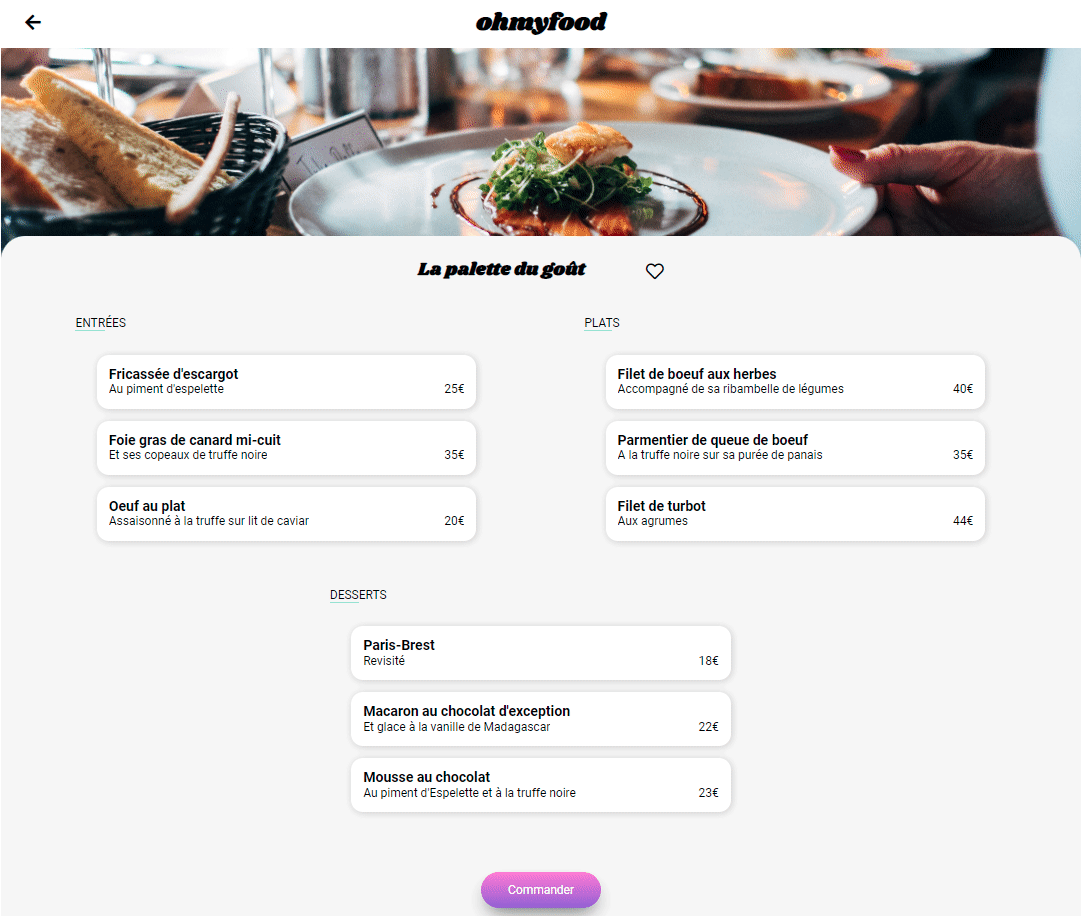 ohmyfood
La palette du goût
ENTRÉES
Fricassée d'escargot
Au piment d'espelette
25€
Foie gras de canard mi-cuit
Et ses copeaux de truffe noire
35€
Oeuf au plat
Assaisonné à la truffe sur lit de caviar
20€
PLATS
Filet de boeuf aux herbes
Accompagné de sa ribambelle de légumes
40€
Parmentier de queue de boeuf
A la truffe noire sur sa purée de panais
35€
Filet de turbot
Aux agrumes
44€
DESSERTS
Paris-Brest
Revisité
18€
Macaron au chocolat d'exception
Et glace à la vanille de Madagascar
22€
Mousse au chocolat
Au piment d'Espelette et à la truffe noire
23€
Commander